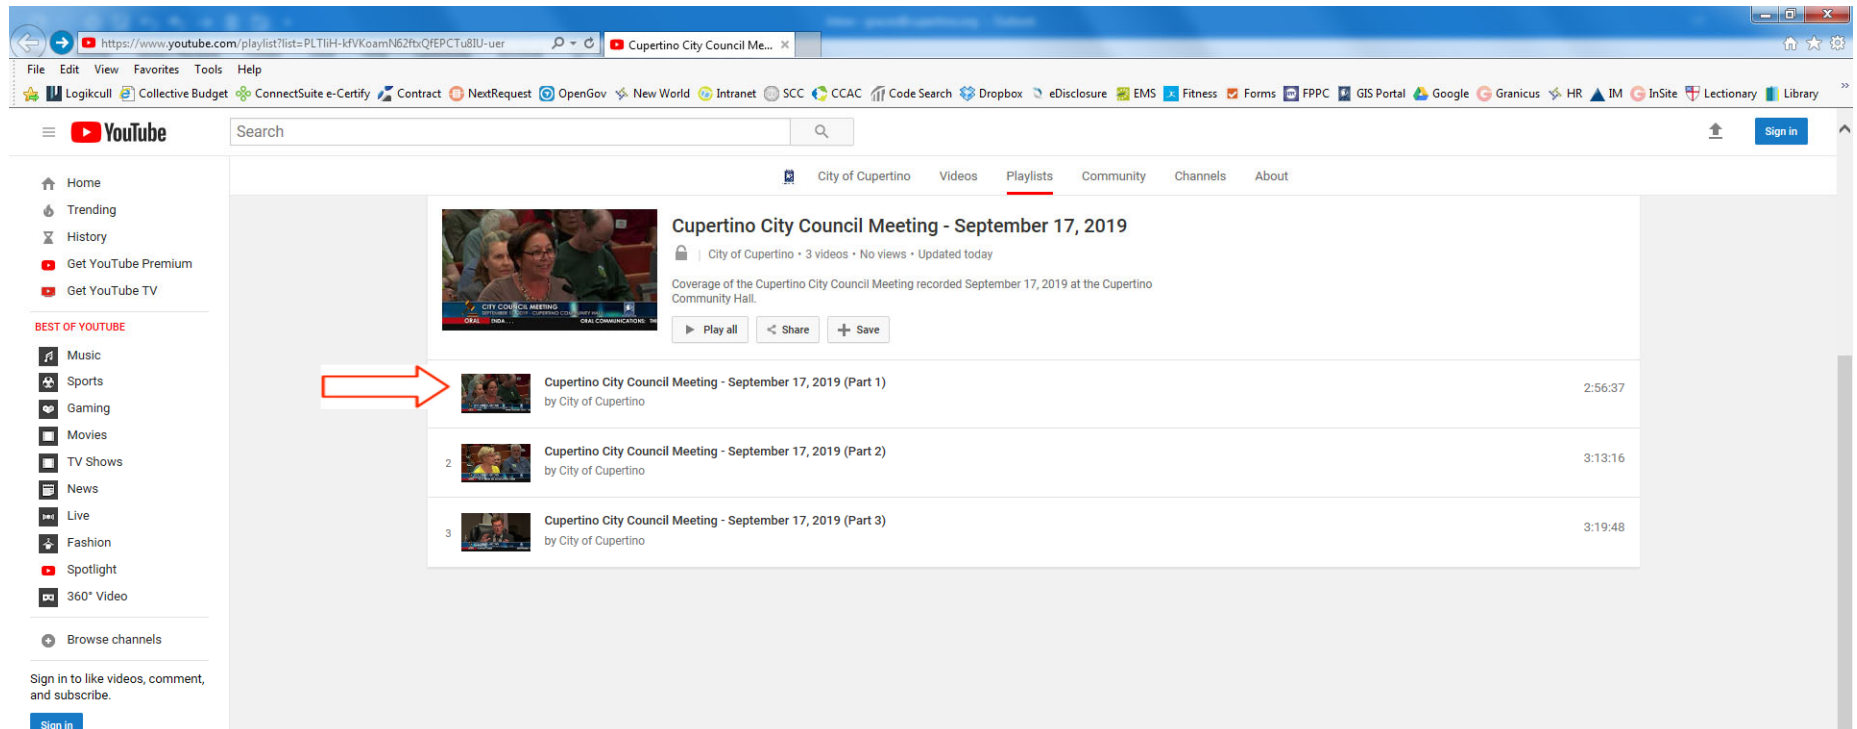 https://www.youtube.com/playlist?list=PLTIiH-kfVKoamN62ftxQfEPCTu8IU-uer
Cupertino City Council Me...
File Edit View Favorites Tools Help
Logikcull Collective Budget ConnectSuite e-Certify Contract NextRequest OpenGov New World Intranet SCC CCAC Code Search Dropbox eDisclosure EMS Fitness Forms FPPC GIS Portal Google Granicus HR IM InSite Lectionary Library
YouTube
Search
Sign in
City of Cupertino Videos Playlists Community Channels About
Home
Trending
History
Get YouTube Premium
Get YouTube TV
BEST OF YOUTUBE
Music
Sports
Gaming
Movies
TV Shows
News
Live
Fashion
Spotlight
360° Video
Browse channels
Sign in to like videos, comment,
and subscribe.
Sign in
CITY COUNCIL MEETING
ORAL
ORAL COMMUNICATIONS:
Cupertino City Council Meeting - September 17, 2019
City of Cupertino • 3 videos • No views • Updated today
Coverage of the Cupertino City Council Meeting recorded September 17, 2019 at the Cupertino
Community Hall.
Play all Share Save
Cupertino City Council Meeting - September 17, 2019 (Part 1)
by City of Cupertino
2:56:37
2
Cupertino City Council Meeting - September 17, 2019 (Part 2)
by City of Cupertino
3:13:16
3
Cupertino City Council Meeting - September 17, 2019 (Part 3)
by City of Cupertino
3:19:48